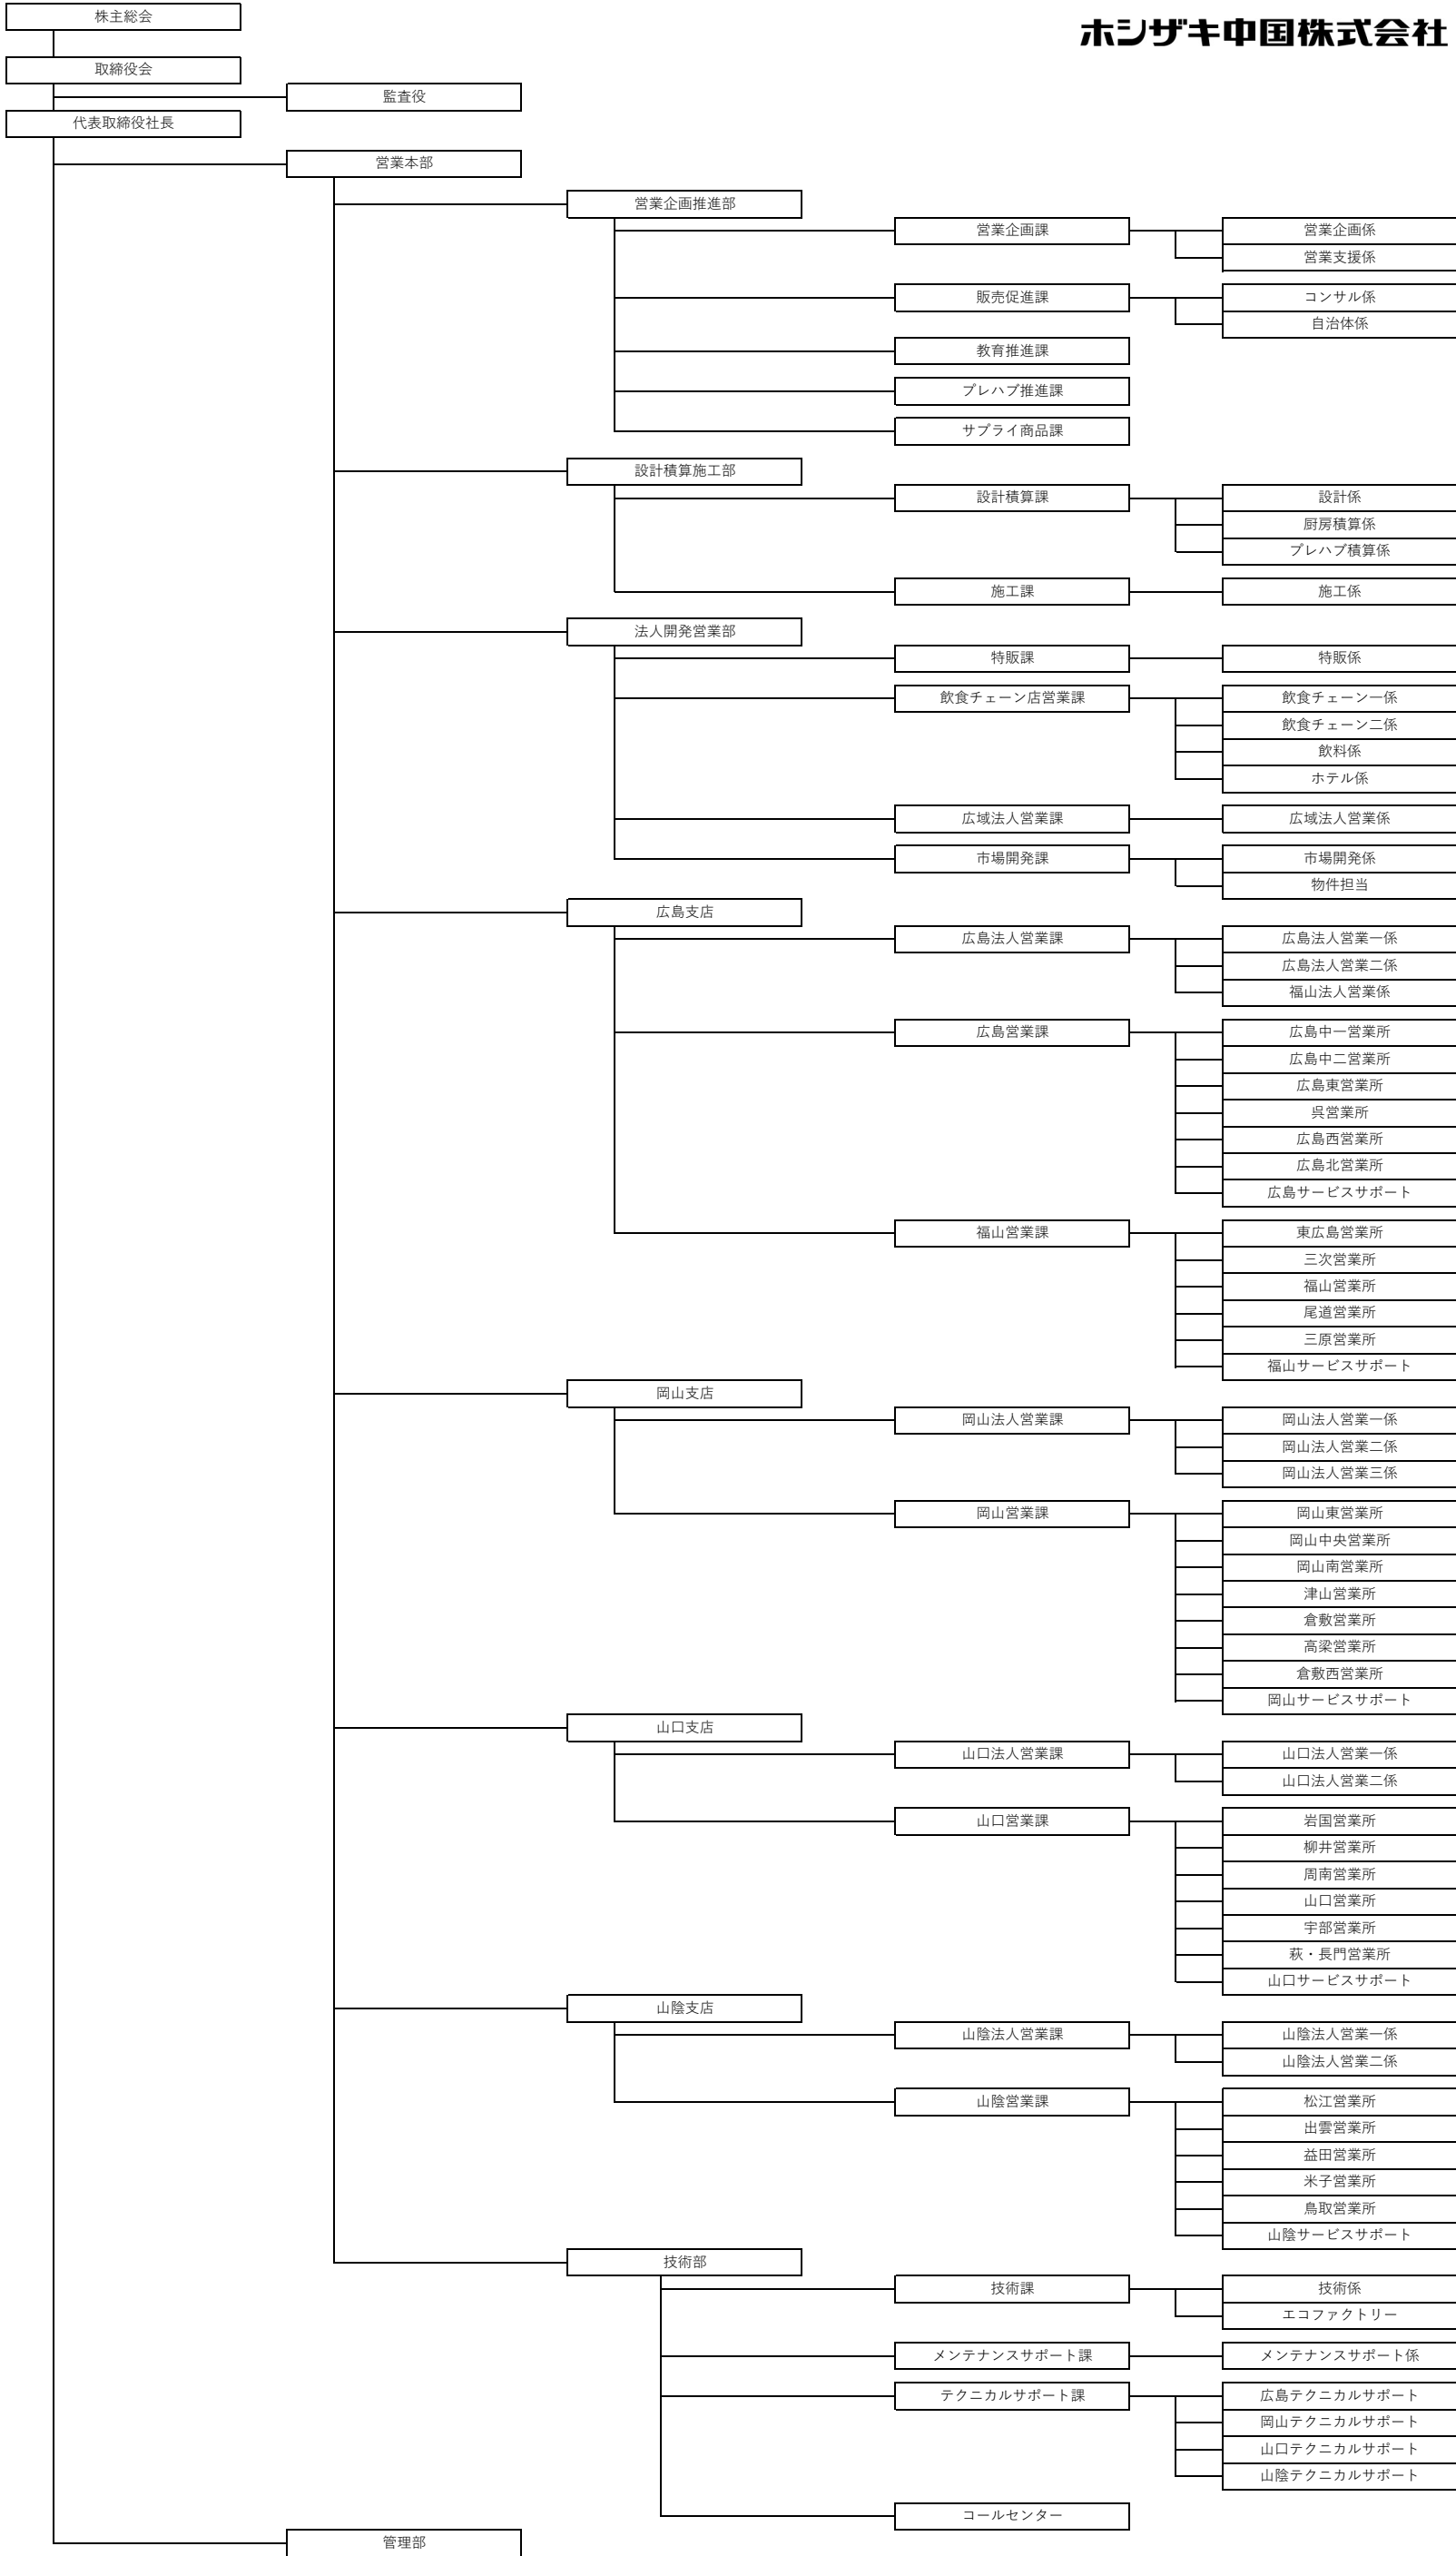 株主総会
ホシザキ中国株式会社
取締役会
監査役
代表取締役社長
営業本部
営業企画推進部
営業企画課
営業企画係
営業支援係
販売促進課
コンサル係
自治体係
教育推進課
プレハブ推進課
サプライ商品課
設計積算施工部
設計積算課
設計係
厨房積算係
プレハブ積算係
施工課
施工係
法人開発営業部
特販課
特販係
飲食チェーン店営業課
飲食チェーン一係
飲食チェーン二係
飲料係
ホテル係
広域法人営業課
広域法人営業係
市場開発課
市場開発係
物件担当
広島支店
広島法人営業課
広島法人営業一係
広島法人営業二係
福山法人営業係
広島営業課
広島中一営業所
広島中二営業所
広島東営業所
呉営業所
広島西営業所
広島北営業所
広島サービスサポート
福山営業課
東広島営業所
三次営業所
福山営業所
尾道営業所
三原営業所
福山サービスサポート
岡山支店
岡山法人営業課
岡山法人営業一係
岡山法人営業二係
岡山法人営業三係
岡山営業課
岡山東営業所
岡山中央営業所
岡山南営業所
津山営業所
倉敷営業所
高梁営業所
倉敷西営業所
岡山サービスサポート
山口支店
山口法人営業課
山口法人営業一係
山口法人営業二係
山口営業課
岩国営業所
柳井営業所
周南営業所
山口営業所
宇部営業所
萩・長門営業所
山口サービスサポート
山陰支店
山陰法人営業課
山陰法人営業一係
山陰法人営業二係
山陰営業課
松江営業所
出雲営業所
益田営業所
米子営業所
鳥取営業所
山陰サービスサポート
技術部
技術課
技術係
エコファクトリー
メンテナンスサポート課
メンテナンスサポート係
テクニカルサポート課
広島テクニカルサポート
岡山テクニカルサポート
山口テクニカルサポート
山陰テクニカルサポート
コールセンター
管理部